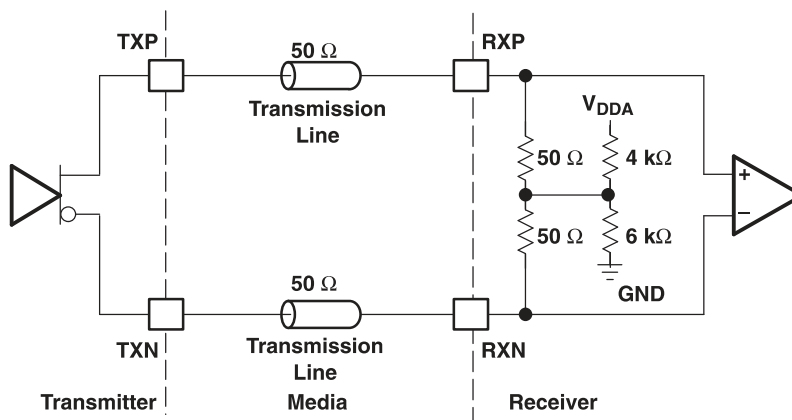 TXP
50 Ω
RXP
Transmission
Line
VDDA
50 Ω
4 kΩ
+
−
50 Ω
6 kΩ
GND
50 Ω
TXN
Transmission
Line
RXN
Transmitter
Media
Receiver